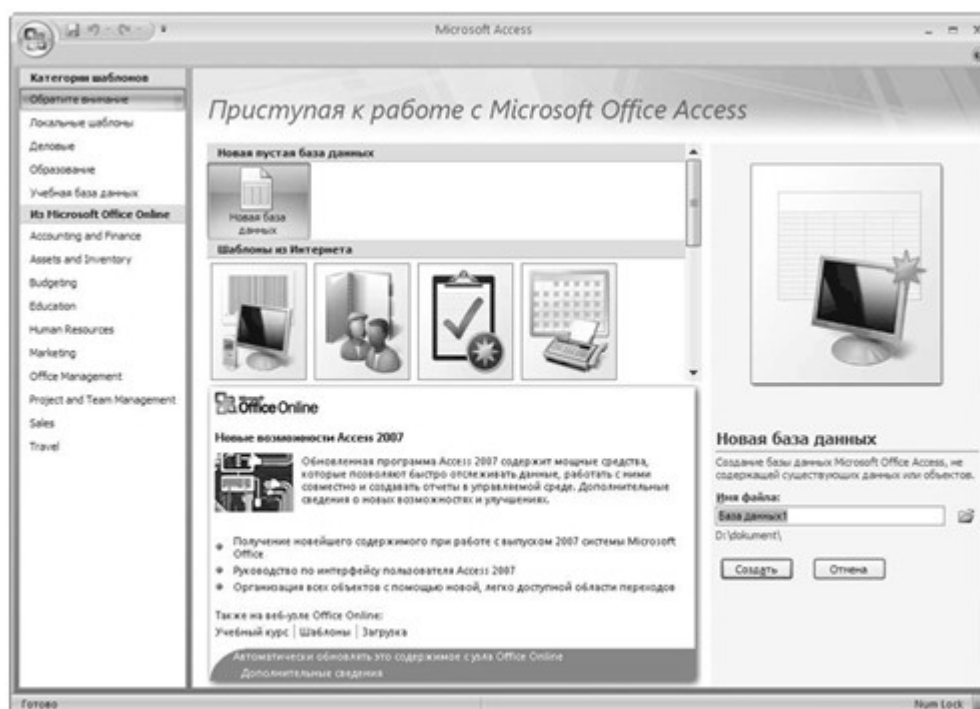 Microsoft Access
Категории шаблонов
Обратите внимание
Локальные шаблоны
Деловые
Образование
Учебная база данных
Из Microsoft Office Online
Accounting and Finance
Assets and Inventory
Budgeting
Education
Human Resources
Marketing
Office Management
Project and Team Management
Sales
Travel
Приступая к работе с Microsoft Office Access
Новая пустая база данных
Новая база
данных
Шаблоны из Интернета
Microsoft
Office Online
Новые возможности Access 2007
Обновленная программа Access 2007 содержит мощные средства,
которые позволяют быстро отслеживать данные, работать с ними
совместно и создавать отчеты в управляемой среде. Дополнительные
сведения о новых возможностях и улучшениях.
Получение новейшего содержимого при работе с выпуском 2007 системы Microsoft
Office
Руководство по интерфейсу пользователя Access 2007
Организация всех объектов с помощью новой, легко доступной области переходов
Также на веб-узле Office Online:
Учебный курс | Шаблоны | Загрузка
Автоматически обновлять это содержимое с узла Office Online
Дополнительные сведения
Новая база данных
Создание базы данных Microsoft Office Access, не
содержащей существующих данных или объектов.
Имя файла:
База данных1
D:\dokument\
Создать
Отмена
Готово
Num Lock